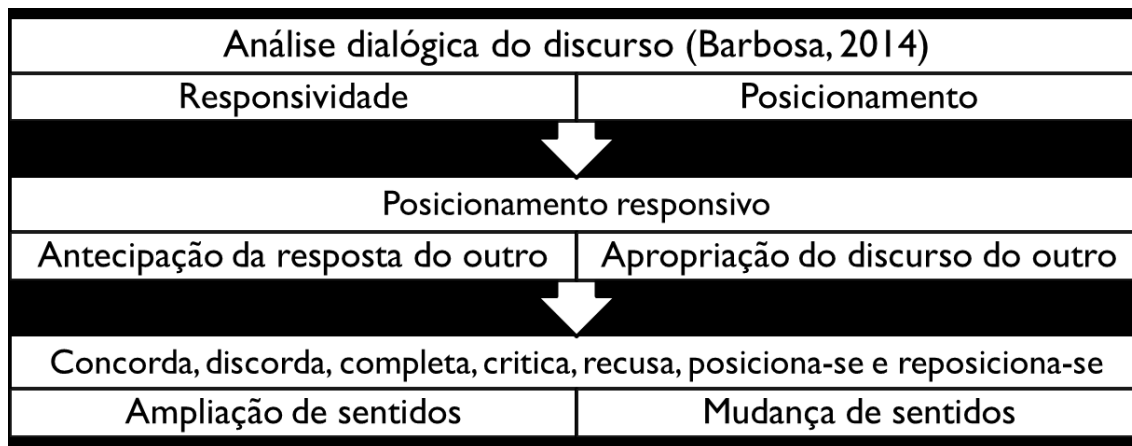 Análise dialógica do discurso (Barbosa, 2014)
Responsividade
Posicionamento
Posicionamento responsivo
Antecipação da resposta do outro
Apropriação do discurso do outro
Concorda, discorda, completa, critica, recusa, posiciona-se e reposiciona-se
Ampliação de sentidos
Mudança de sentidos